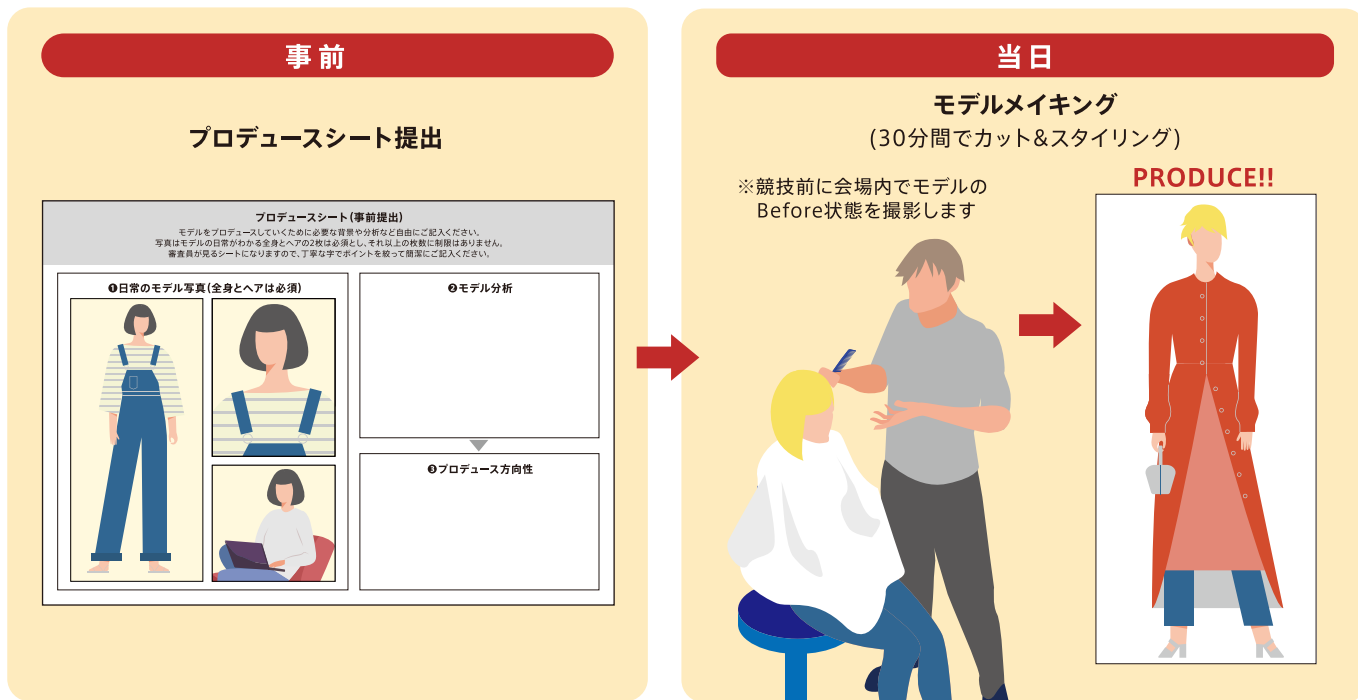 事前
プロデュースシート提出
プロデュースシート(事前提出)
モデルをプロデュースしていくために必要な背景や分析など自由にご記入ください。
写真はモデルの日常がわかる全身とヘアの2枚は必須とし、それ以上の枚数に制限はありません。
審査員が見るシートになりますので、丁寧な字でポイントを絞って簡潔にご記入ください。
❶日常のモデル写真(全身とヘアは必須)
❷モデル分析
❸プロデュース方向性
当日
モデルメイキング
(30分間でカット&スタイリング)
※競技前に会場内でモデルの
Before状態を撮影します
PRODUCE!!